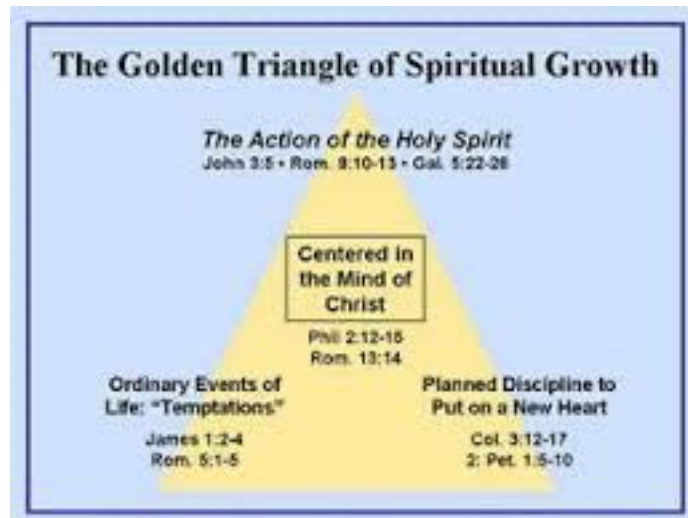 The Golden Triangle of Spiritual Growth
The Action of the Holy Spirit
John 3:5 • Rom. 8:10-13 • Gal. 5:22-26
Centered in
the Mind of
Christ
Phil 2:12-15
Rom. 13:14
Ordinary Events of
Life: "Temptations"
James 1:2-4
Rom. 5:1-5
Planned Discipline to
Put on a New Heart
Col. 3:12-17
2: Pet. 1:5-10